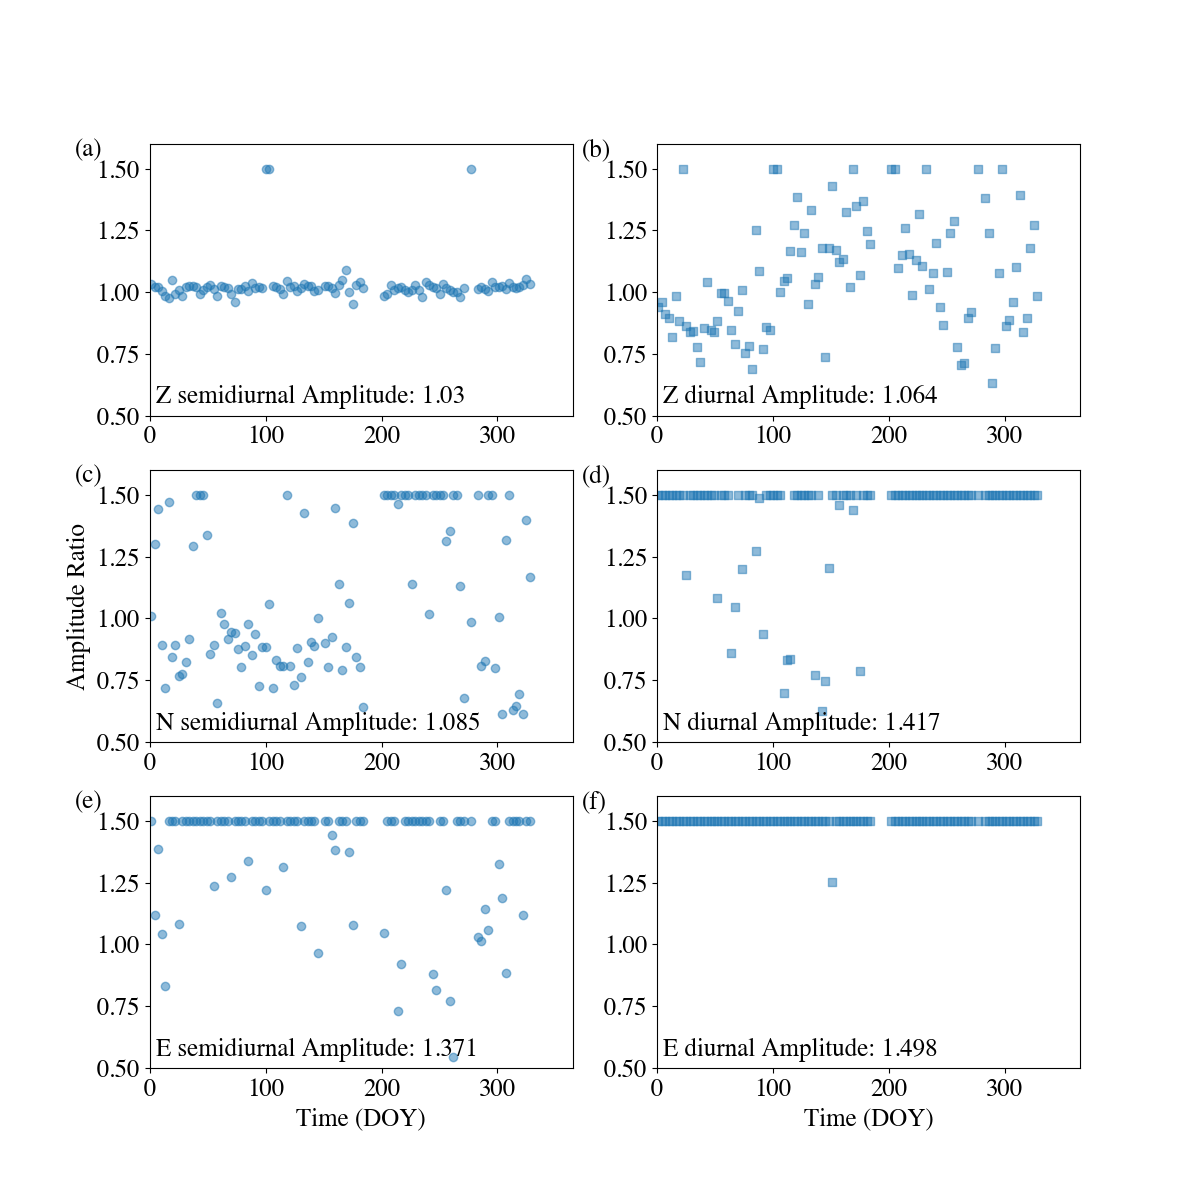 (a)
1.50
1.25
1.00
0.75
0.50
Z semidiurnal Amplitude: 1.03
0 100 200 300
(b)
1.50
1.25
1.00
0.75
0.50
Z diurnal Amplitude: 1.064
0 100 200 300
Amplitude Ratio
(c)
1.50
1.25
1.00
0.75
0.50
N semidiurnal Amplitude: 1.085
0 100 200 300
(d)
1.50
1.25
1.00
0.75
0.50
N diurnal Amplitude: 1.417
0 100 200 300
(e)
1.50
1.25
1.00
0.75
0.50
E semidiurnal Amplitude: 1.371
0 100 200 300
Time (DOY)
(f)
1.50
1.25
1.00
0.75
0.50
E diurnal Amplitude: 1.498
0 100 200 300
Time (DOY)